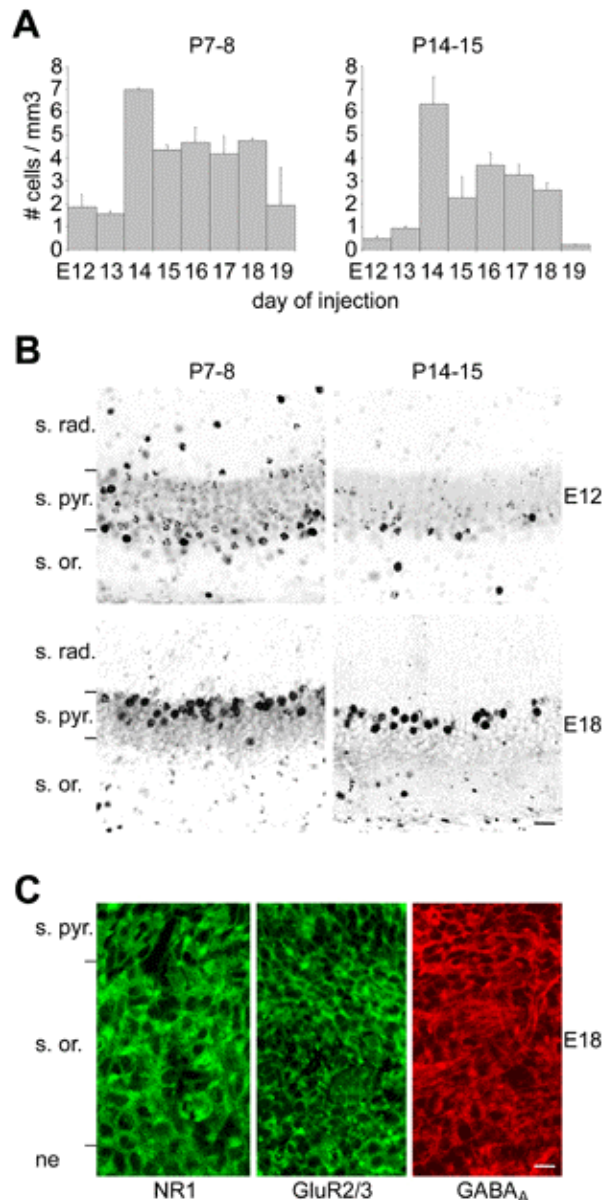 A
P7-8 P14-15
# cells / mm3
8 8
7 7
6 6
5 5
4 4
3 3
2 2
1 1
0 0
E12 13 14 15 16 17 18 19 E12 13 14 15 16 17 18 19
day of injection
B
P7-8 P14-15
s. rad.
s. pyr. E12
s. or.
s. rad.
s. pyr. E18
s. or.
C
s. pyr.
s. or. E18
ne
NR1 GluR2/3 GABAA